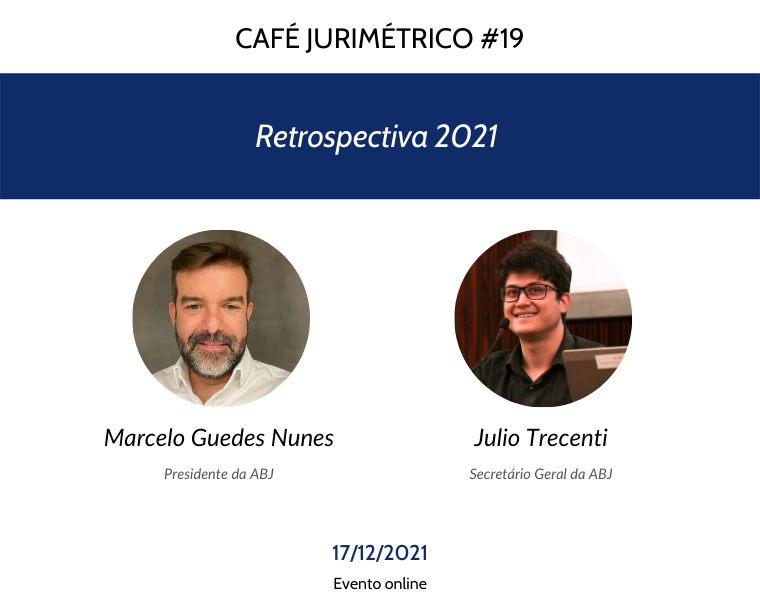 CAFÉ JURIMÉTRICO #19
Retrospectiva 2021
Marcelo Guedes Nunes
Presidente da ABJ
Julio Trecenti
Secretário Geral da ABJ
17/12/2021
Evento online